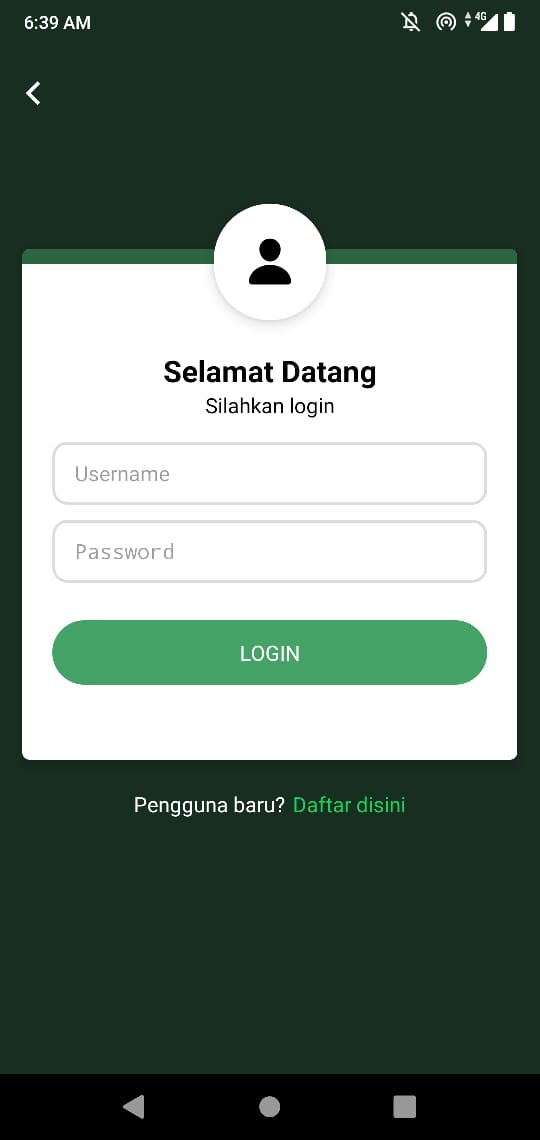 6:39 AM
4G
Selamat Datang
Silahkan login
Username
Password
LOGIN
Pengguna baru? Daftar disini